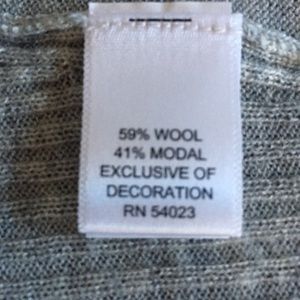 59% WOOL
41% MODAL
EXCLUSIVE OF
DECORATION
RN 54023